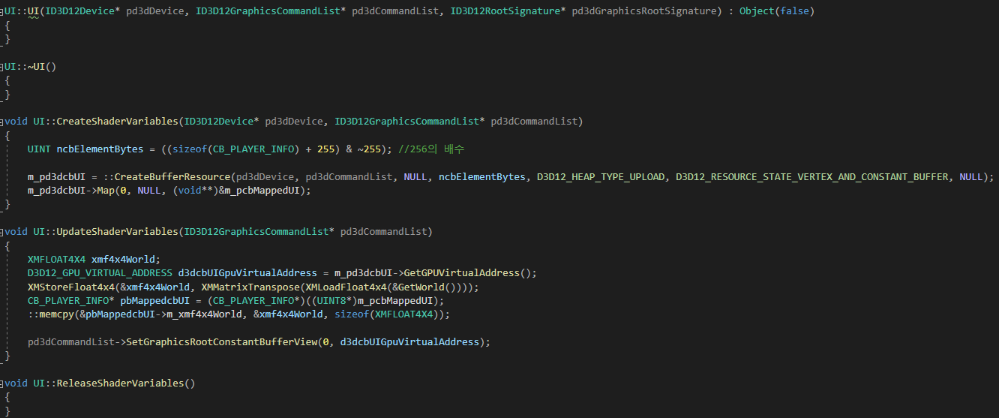 UI::UI(ID3D12Device* pd3dDevice, ID3D12GraphicsCommandList* pd3dCommandList, ID3D12RootSignature* pd3dGraphicsRootSignature) : Object(false)
{
}
UI::~UI()
{
}
void UI::CreateShaderVariables(ID3D12Device* pd3dDevice, ID3D12GraphicsCommandList* pd3dCommandList)
{
    UINT ncbElementBytes = ((sizeof(CB_PLAYER_INFO) + 255) & ~255); //256의 배수
    m_pd3dcbUI = ::CreateBufferResource(pd3dDevice, pd3dCommandList, NULL, ncbElementBytes, D3D12_HEAP_TYPE_UPLOAD, D3D12_RESOURCE_STATE_VERTEX_AND_CONSTANT_BUFFER, NULL);
    m_pd3dcbUI->Map(0, NULL, (void**)&m_pcbMappedUI);
}
void UI::UpdateShaderVariables(ID3D12GraphicsCommandList* pd3dCommandList)
{
    XMFLOAT4X4 xmf4x4World;
    D3D12_GPU_VIRTUAL_ADDRESS d3dcbUIGpuVirtualAddress = m_pd3dcbUI->GetGPUVirtualAddress();
    XMStoreFloat4x4(&xmf4x4World, XMMatrixTranspose(XMLoadFloat4x4(&GetWorld())));
    CB_PLAYER_INFO* pbMappedcbUI = (CB_PLAYER_INFO*)((UINT8*)m_pcbMappedUI);
    ::memcpy(&pbMappedcbUI->m_xmf4x4World, &xmf4x4World, sizeof(XMFLOAT4X4));
    pd3dCommandList->SetGraphicsRootConstantBufferView(0, d3dcbUIGpuVirtualAddress);
}
void UI::ReleaseShaderVariables()
{
}